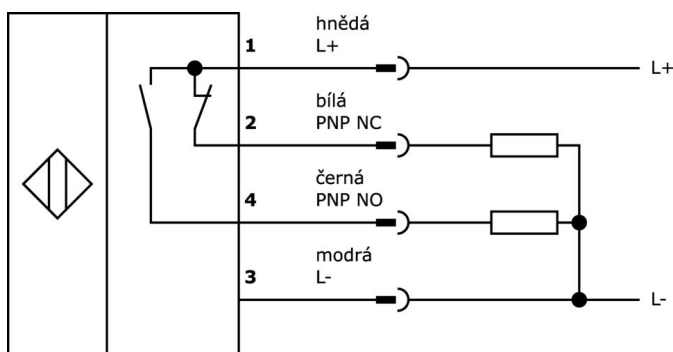 hnědá
1 L+ L+
bílá
2 PNP NC
černá
4 PNP NO
modrá
3 L- L-